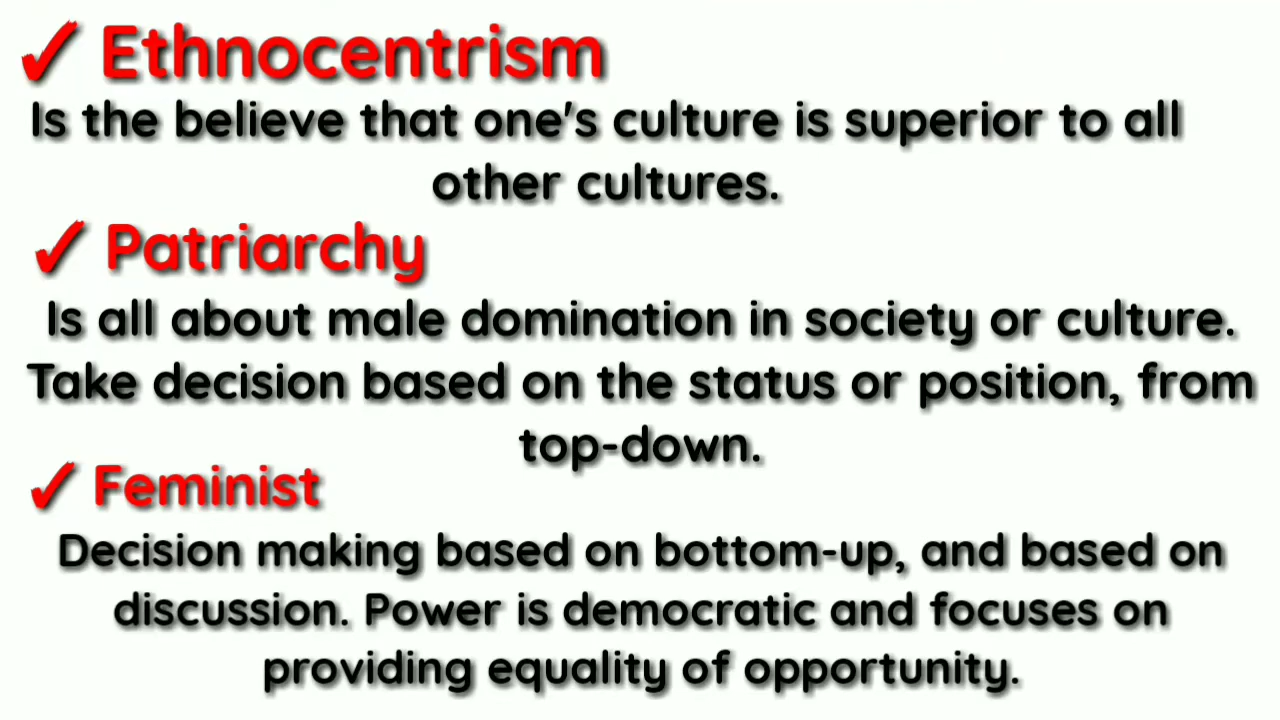 ✓ Ethnocentrism
Is the believe that one's culture is superior to all
other cultures.
✓ Patriarchy
Is all about male domination in society or culture.
Take decision based on the status or position, from
top-down.
✓ Feminist
Decision making based on bottom-up, and based on
discussion. Power is democratic and focuses on
providing equality of opportunity.